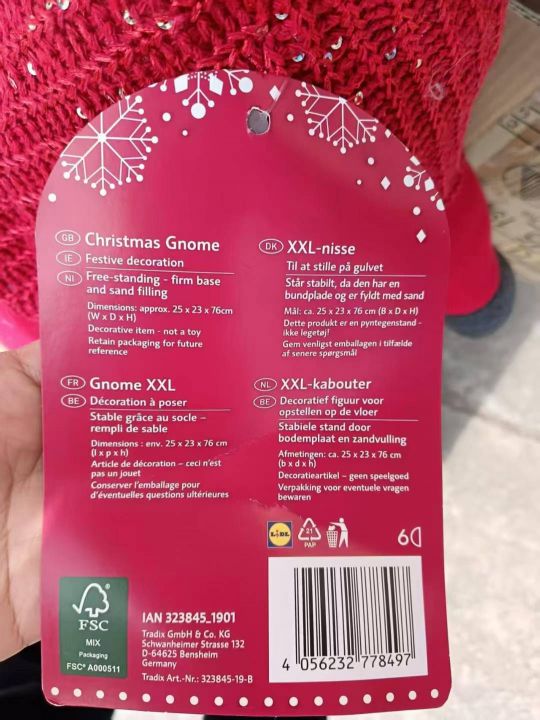 GB Christmas Gnome
IE Festive decoration
NI Free-standing - firm base
and sand filling
Dimensions: approx. 25 x 23 x 76cm
(W x D x H)
Decorative item - not a toy
Retain packaging for future
reference
DK XXL-nisse
Til at stille på gulvet
Står stabilt, da den har en
bundplade og er fyldt med sand
Mål: ca. 25 x 23 x 76 cm (B x D x H)
Dette produkt er en pyntegenstand -
ikke legetøj!
Gem venligst emballagen i tilfælde
af senere spørgsmål
FR Gnome XXL
BE Décoration à poser
Stable grâce au socle –
rempli de sable
Dimensions : env. 25 x 23 x 76 cm
(l x p x h)
Article de décoration – ceci n'est
pas un jouet
Conserver l'emballage pour
d'éventuelles questions ultérieures
NL XXL-kabouter
BE Decoratief figuur voor
opstellen op de vloer
Stabiele stand door
bodemplaat en zandvulling
Afmetingen: ca. 25 x 23 x 76 cm
(b x d x h)
Decoratieartikel – geen speelgoed
Verpakking voor eventuele vragen
bewaren
LIDL
21
PAP
6
FSC
MIX
Packaging
FSC® A000511
IAN 323845_1901
Tradix GmbH & Co. KG
Schwanheimer Strasse 132
D-64625 Bensheim
Germany
Tradix Art.-Nr.: 323845-19-B
4 056232 778497